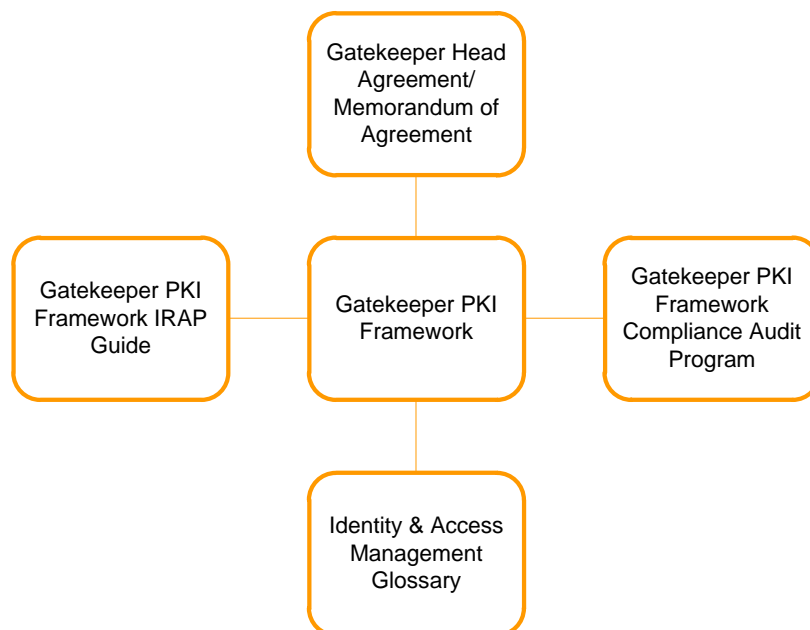 Gatekeeper Head
Agreement/
Memorandum of
Agreement
Gatekeeper PKI
Framework IRAP
Guide
Gatekeeper PKI
Framework
Gatekeeper PKI
Framework
Compliance Audit
Program
Identity & Access
Management
Glossary